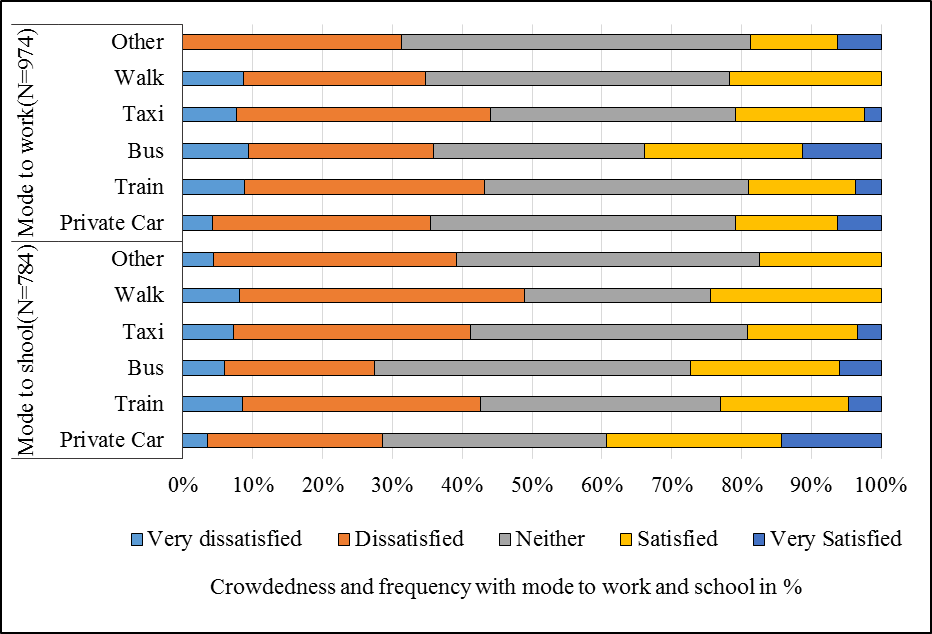 Mode to work(N=974)
Other
Walk
Taxi
Bus
Train
Private Car
Mode to shool(N=784)
Other
Walk
Taxi
Bus
Train
Private Car
0% 10% 20% 30% 40% 50% 60% 70% 80% 90% 100%
Very dissatisfied Dissatisfied Neither Satisfied Very Satisfied
Crowdedness and frequency with mode to work and school in %